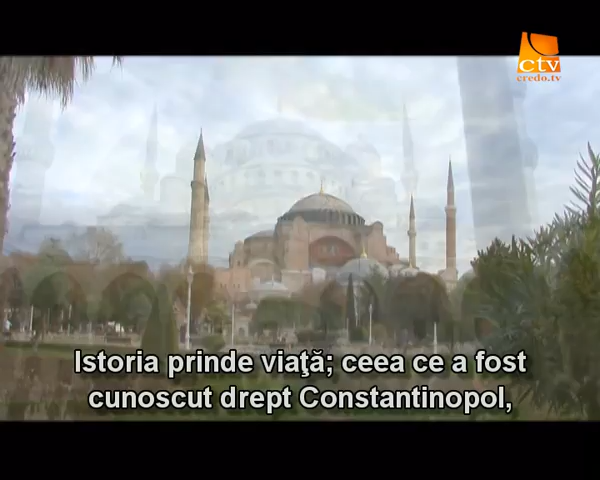 ctv
credo.tv
Istoria prinde viaţă; ceea ce a fost
cunoscut drept Constantinopol,